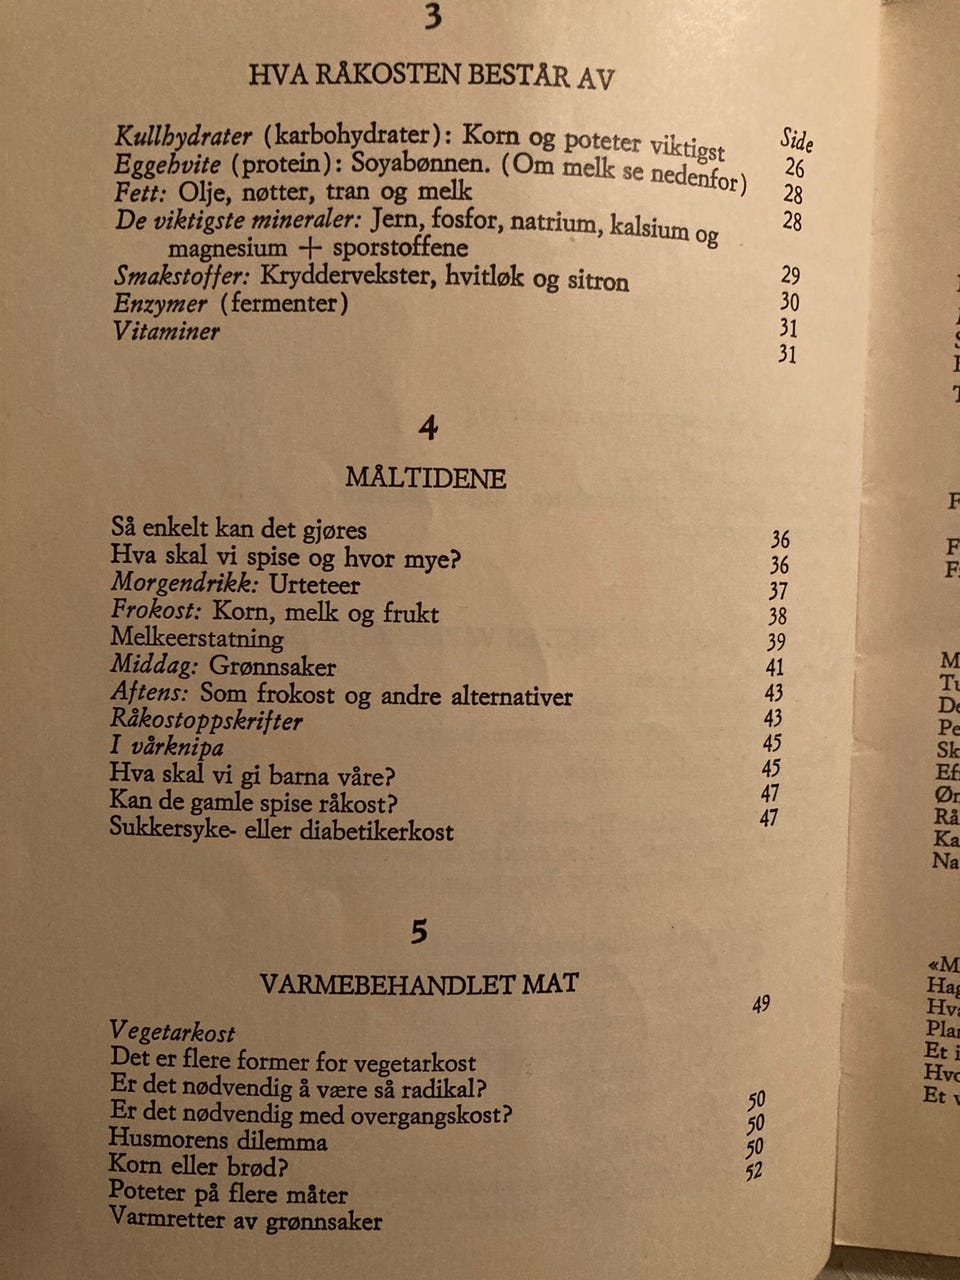 3
HVA RÅKOSTEN BESTÅR AV
Side
Kullhydrater (karbohydrater): Korn og poteter viktigst 26
Eggehvite (protein): Soyabønnen. (Om melk se nedenfor) 28
Fett: Olje, nøtter, tran og melk 28
De viktigste mineraler: Jern, fosfor, natrium, kalsium og
magnesium + sporstoffene 29
Smakstoffer: Kryddervekster, hvitløk og sitron 30
Enzymer (fermenter) 31
Vitaminer 31
4
MÅLTIDENE
Så enkelt kan det gjøres 36
Hva skal vi spise og hvor mye? 36
Morgendrikk: Urteteer 37
Frokost: Korn, melk og frukt 38
Melkeerstatning 39
Middag: Grønnsaker 41
Aftens: Som frokost og andre alternativer 43
Råkostoppskrifter 43
I vårknipa 45
Hva skal vi gi barna våre? 45
Kan de gamle spise råkost? 47
Sukkersyke- eller diabetikerkost 47
5
VARMEBEHANDLET MAT
Vegetarkost 49
Det er flere former for vegetarkost
Er det nødvendig å være så radikal?
Er det nødvendig med overgangskost?
Husmorens dilemma 50
Korn eller brød? 50
Poteter på flere måter 50
Varmretter av grønnsaker 52